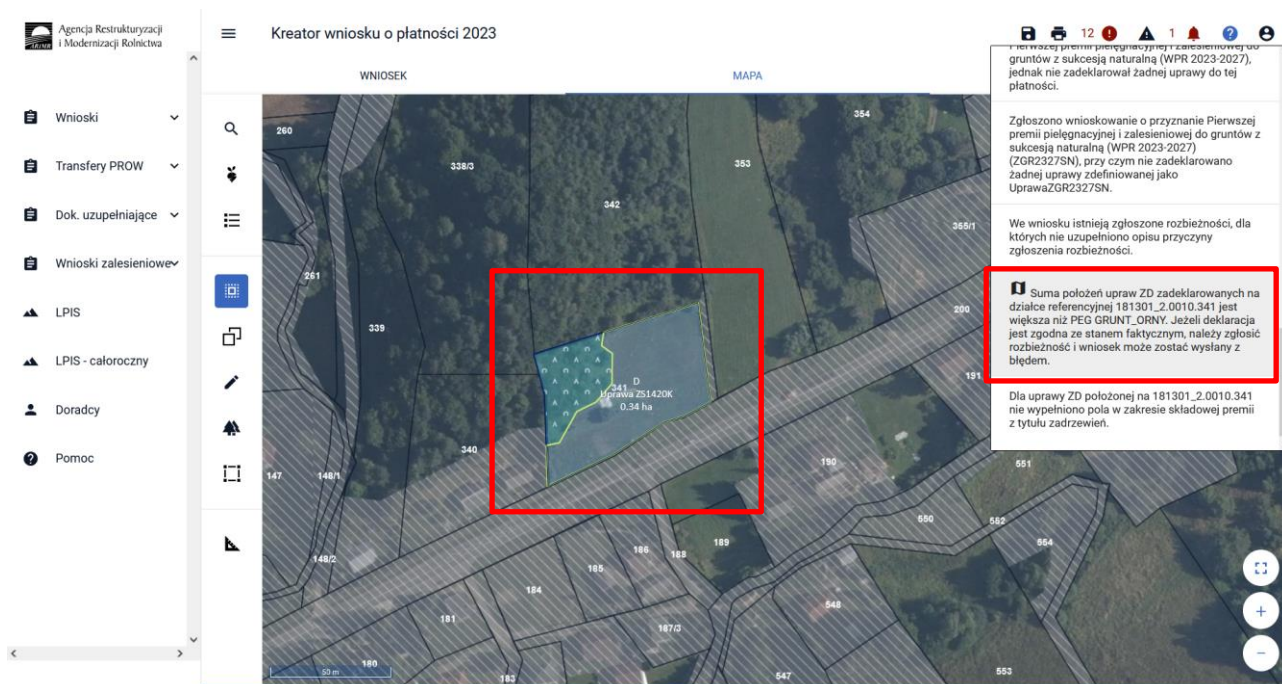 Agencja Restrukturyzacji
i Modernizacji Rolnictwa
ARiMR
Kreator wniosku o płatności 2023
12
1
WNIOSEK
MAPA
Wnioski
Transfery PROW
Dok. uzupełniające
Wnioski zalesieniowe
LPIS
LPIS - całoroczny
Doradcy
Pomoc
Pierwszej premii pielęgnacyjnej i zalesieniowej do
gruntów z sukcesją naturalną (WPR 2023-2027),
jednak nie zadeklarował żadnej uprawy do tej
płatności.
Zgłoszono wnioskowanie o przyznanie Pierwszej
premii pielęgnacyjnej i zalesieniowej do gruntów z
sukcesją naturalną (WPR 2023-2027)
(ZGR2327SN), przy czym nie zadeklarowano
żadnej uprawy zdefiniowanej jako
UprawaZGR2327SN.
We wniosku istnieją zgłoszone rozbieżności, dla
których nie uzupełniono opisu przyczyny
zgłoszenia rozbieżności.
Suma położeń upraw ZD zadeklarowanych na
działce referencyjnej 181301_2.0010.341 jest
większa niż PEG GRUNT_ORNY. Jeżeli deklaracja
jest zgodna ze stanem faktycznym, należy zgłosić
rozbieżność i wniosek może zostać wysłany z
błędem.
Dla uprawy ZD położonej na 181301_2.0010.341
nie wypełniono pola w zakresie składowej premii
z tytułu zadrzewień.
260
354
338/3
353
342
355/1
261
200
339
191
D
341
Uprawa ZS1420K
0.34 ha
340
147
148/1
190
551
550
552
189
554
148/2
186
188
185
184
548
181
187/3
180
183
547
553
50 m